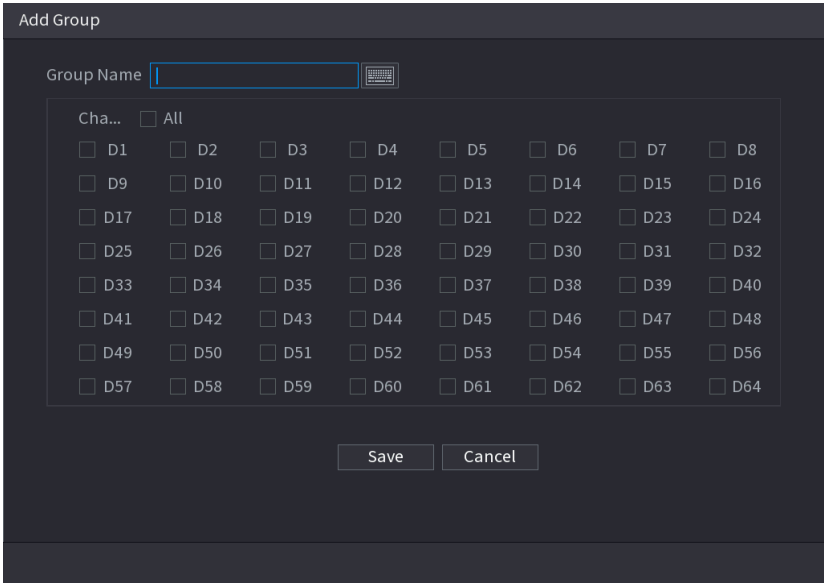 Add Group
Group Name
Cha... All
D1 D2 D3 D4 D5 D6 D7 D8
D9 D10 D11 D12 D13 D14 D15 D16
D17 D18 D19 D20 D21 D22 D23 D24
D25 D26 D27 D28 D29 D30 D31 D32
D33 D34 D35 D36 D37 D38 D39 D40
D41 D42 D43 D44 D45 D46 D47 D48
D49 D50 D51 D52 D53 D54 D55 D56
D57 D58 D59 D60 D61 D62 D63 D64
Save Cancel